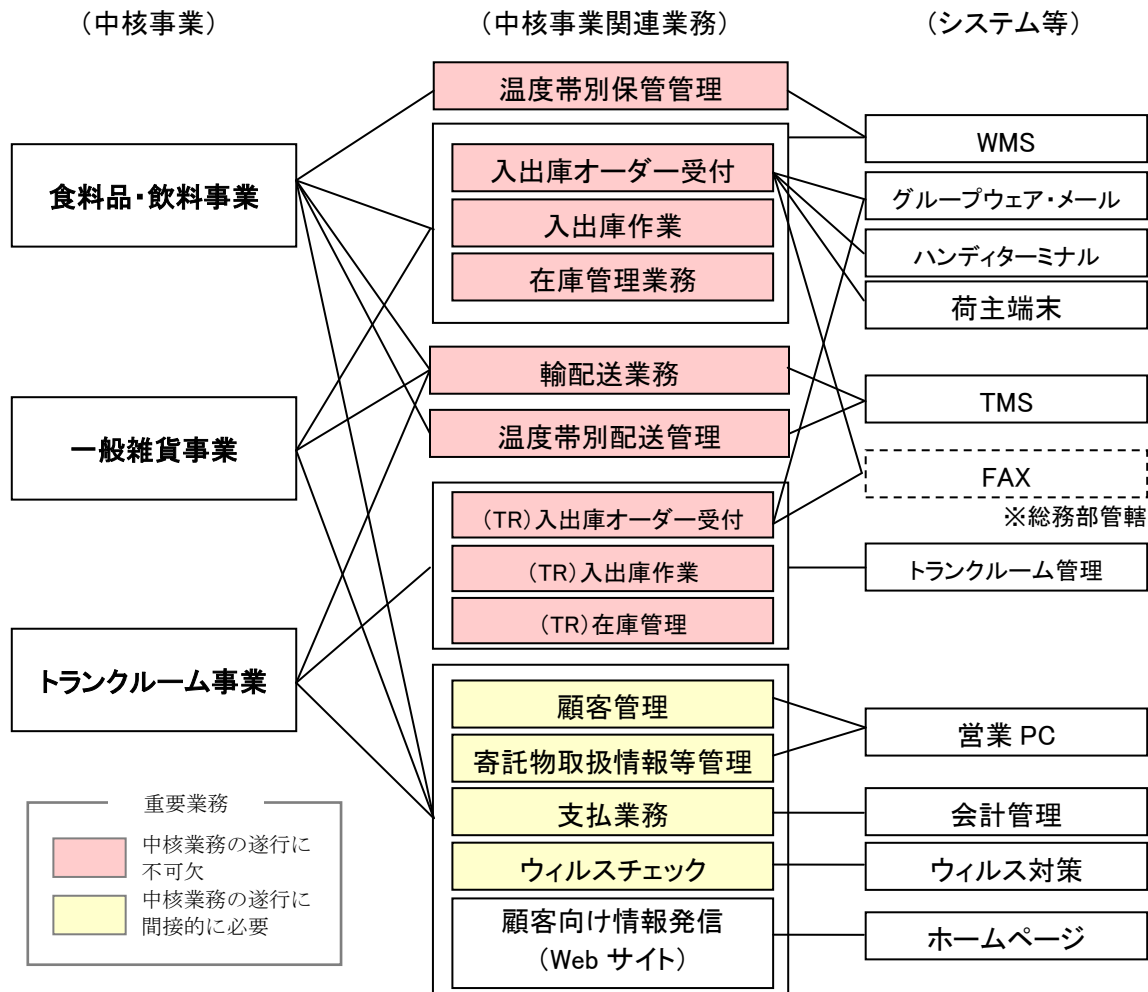 （中核事業）
（中核事業関連業務）
（システム等）
食料品・飲料事業
一般雑貨事業
トランクルーム事業
温度帯別保管管理
入出庫オーダー受付
入出庫作業
在庫管理業務
輸配送業務
温度帯別配送管理
（TR）入出庫オーダー受付
（TR）入出庫作業
（TR）在庫管理
顧客管理
寄託物取扱情報等管理
支払業務
ウィルスチェック
顧客向け情報発信
（Web サイト）
WMS
グループウェア・メール
ハンディターミナル
荷主端末
TMS
FAX
※総務部管轄
トランクルーム管理
営業 PC
会計管理
ウィルス対策
ホームページ
重要業務
中核業務の遂行に
不可欠
中核業務の遂行に
間接的に必要